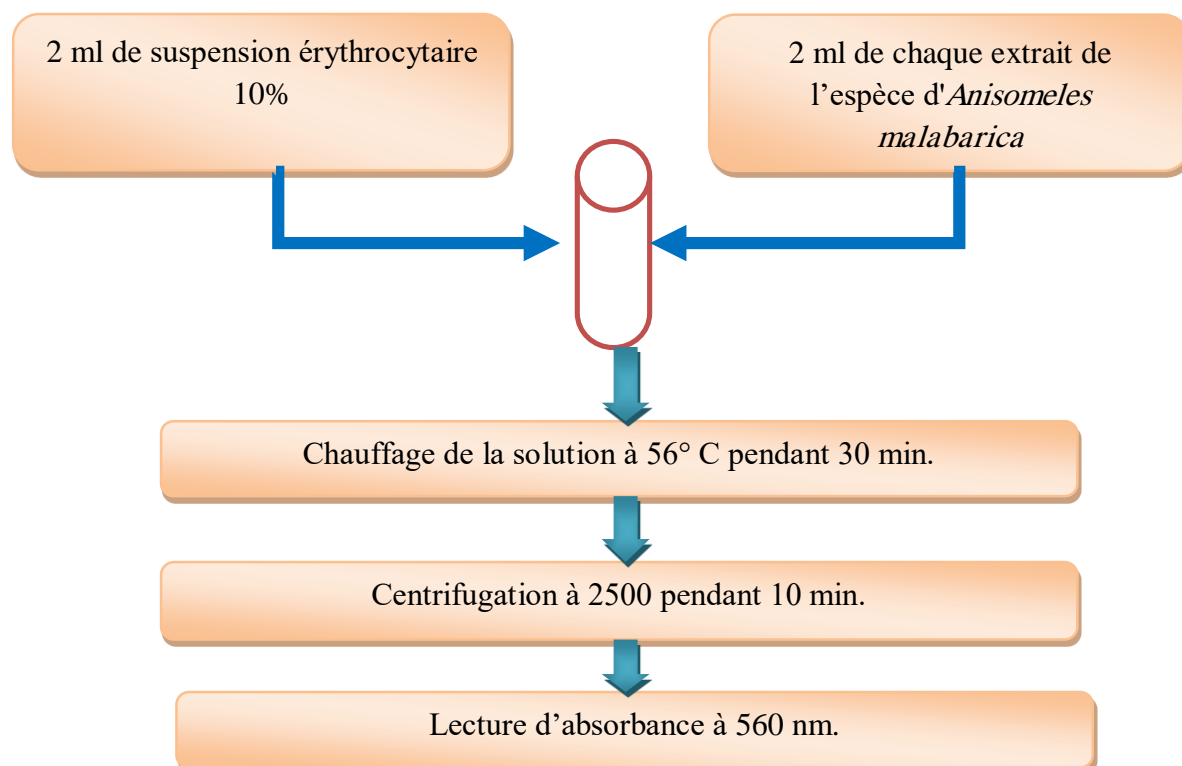 2 ml de suspension érythrocytaire
10%
2 ml de chaque extrait de
l’espèce d'Anisomeles
malabarica
Chauffage de la solution à 56° C pendant 30 min.
Centrifugation à 2500 pendant 10 min.
Lecture d’absorbance à 560 nm.